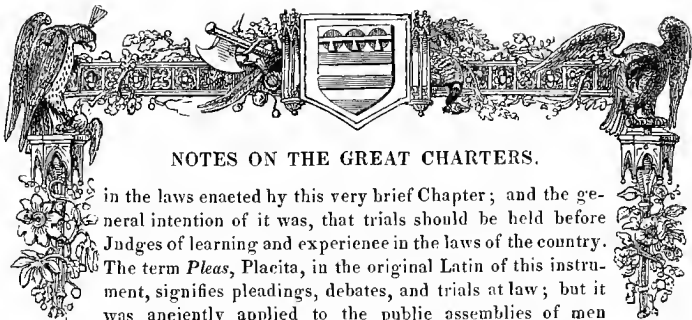 NOTES ON THE GREAT CHARTERS.
in the laws enacted by this very brief Chapter; and the ge-
neral intention of it was, that trials should be held before
Judges of learning and experience in the laws of the country.
The term Pleas, Placita, in the original Latin of this instru-
ment, signifies pleadings, debates, and trials at law; but it
was anciently applied to the public assemblies of men